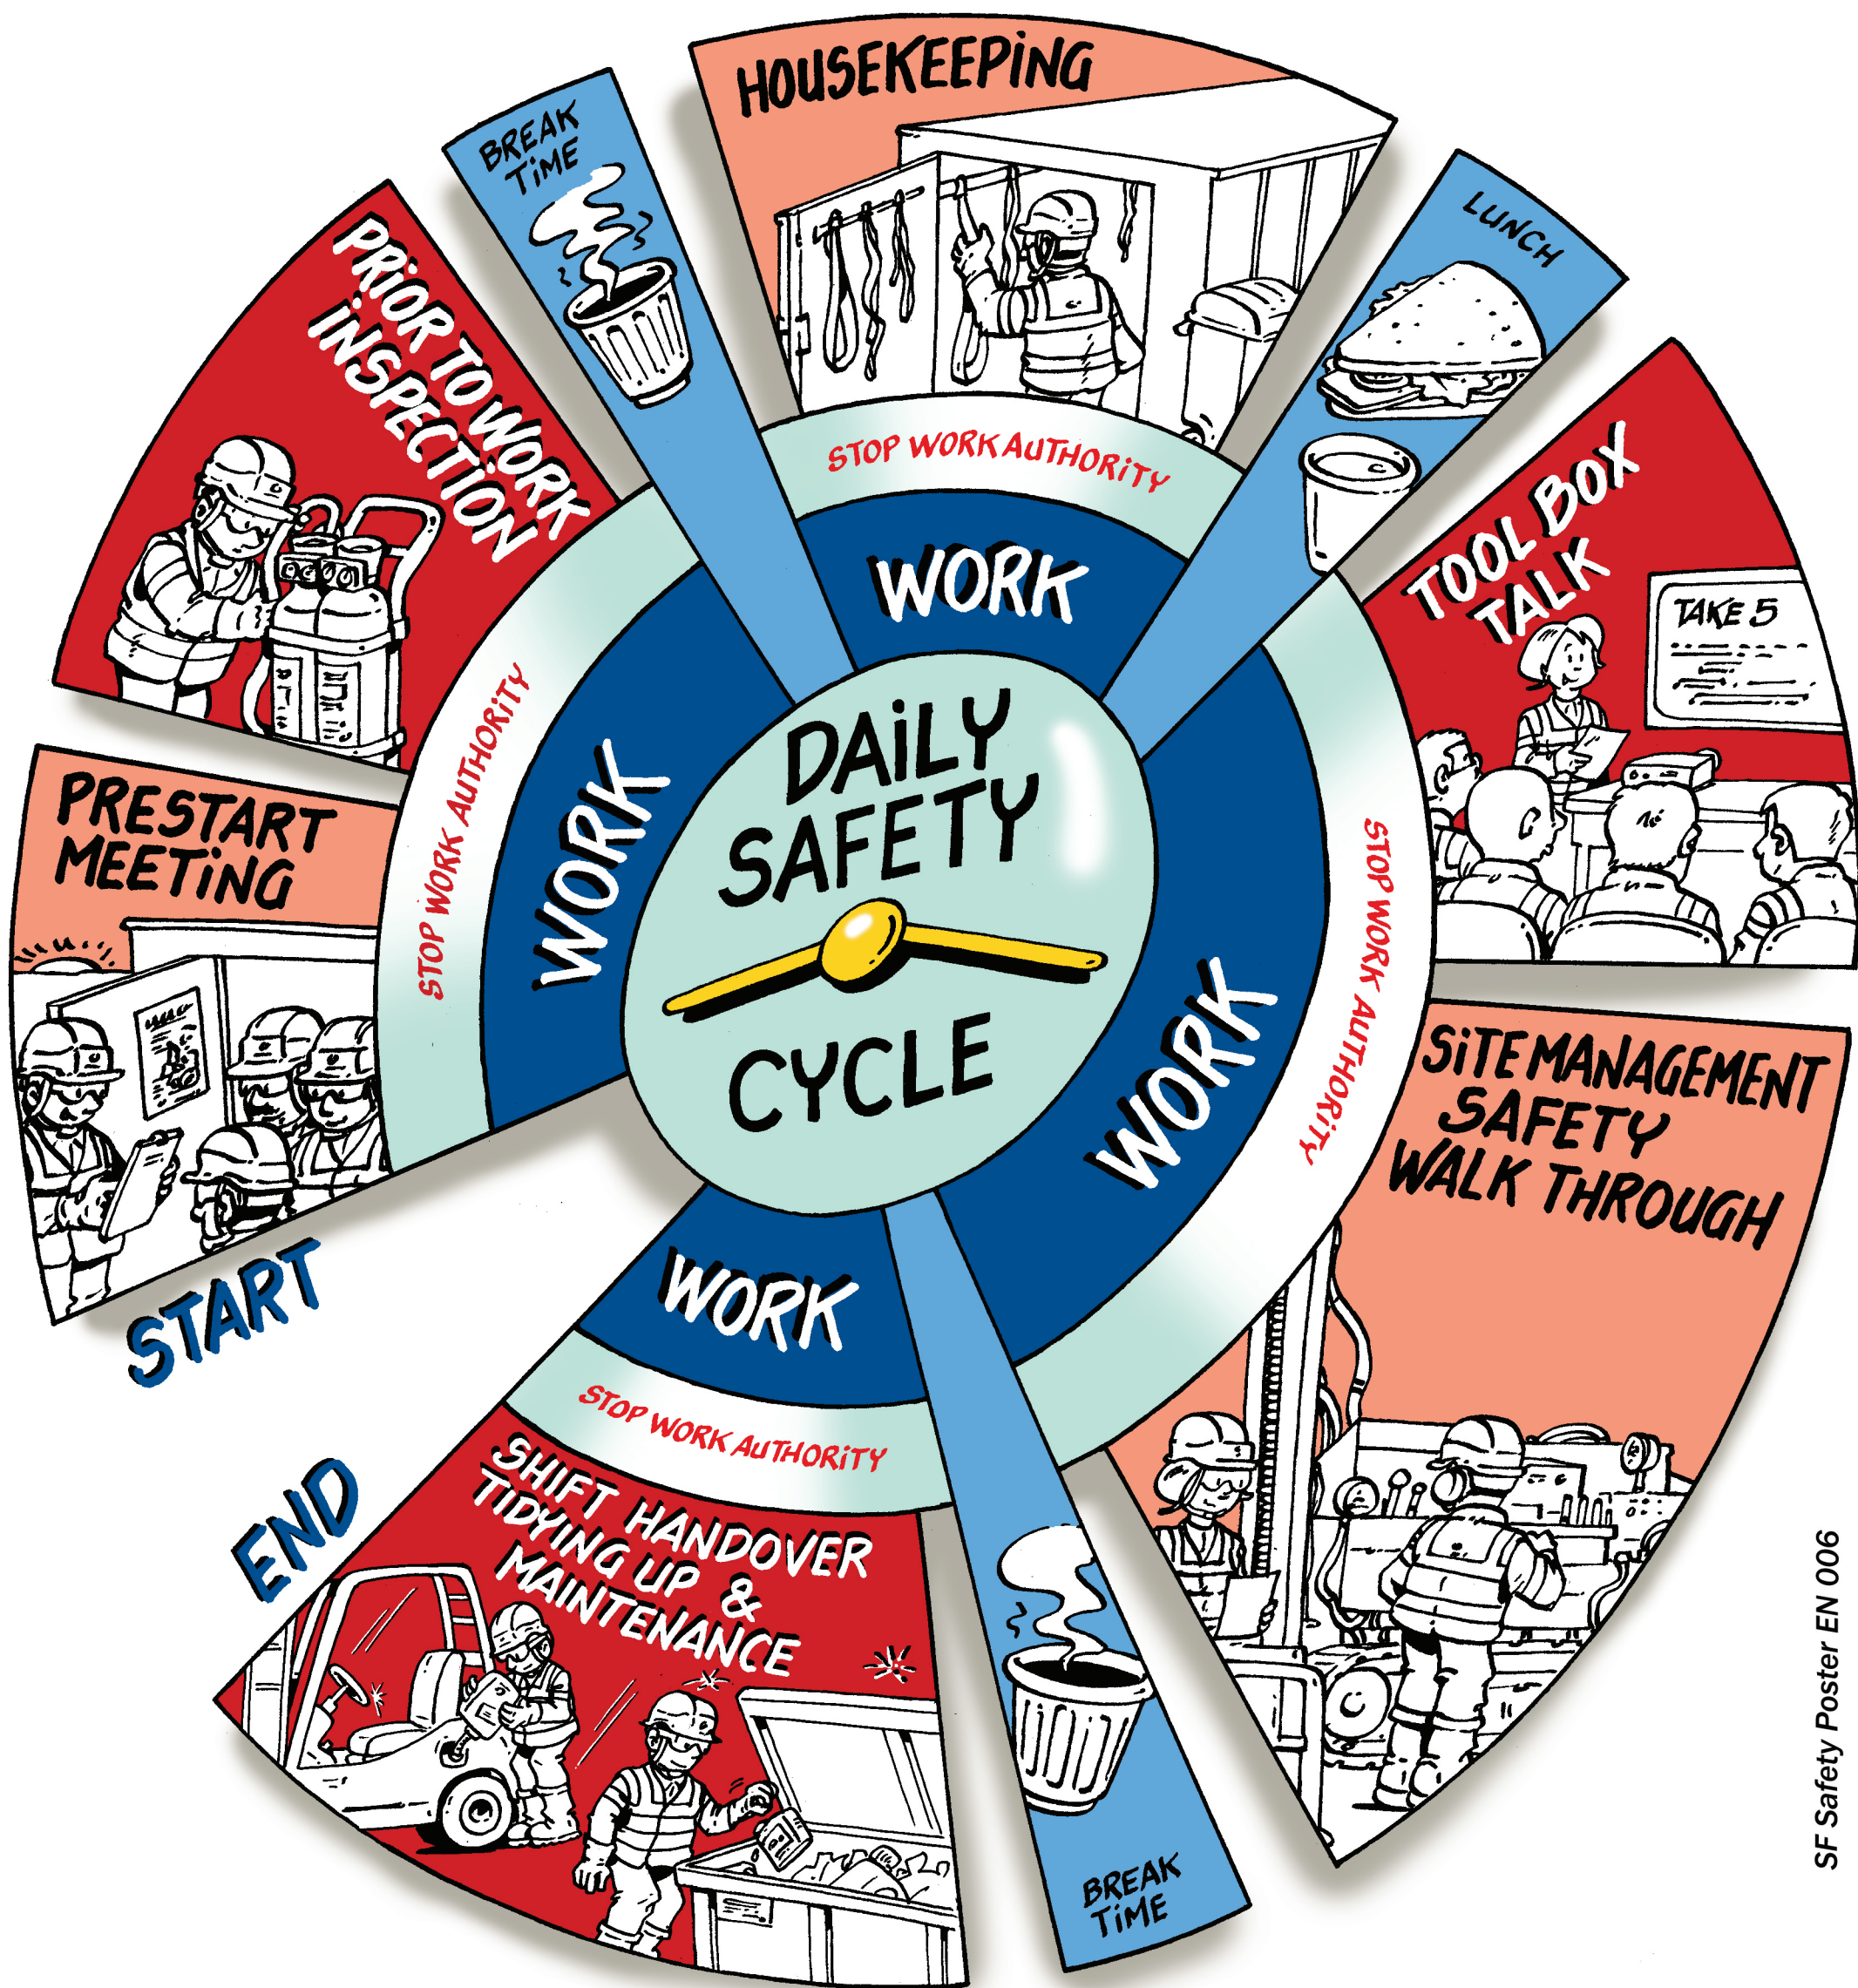 DAiLY
SAFETY
CYCLE
START
PRESTART
MEETiNG
STOP WORK AUTHORiTY
WORK
PRiOR TO WORK
iNSPECTiON
BREAK
TiME
HOUSEKEEPiNG
STOP WORK AUTHORiTY
WORK
LUNCH
TOOL BOX
TALK
TAKE 5
STOP WORK AUTHORiTY
WORK
SiTE MANAGEMENT
SAFETY
WALK THROUGH
BREAK
TiME
WORK
STOP WORK AUTHORiTY
SHIFT HANDOVER
TIDYING UP &
MAINTENANCE
END
SF Safety Poster EN 006